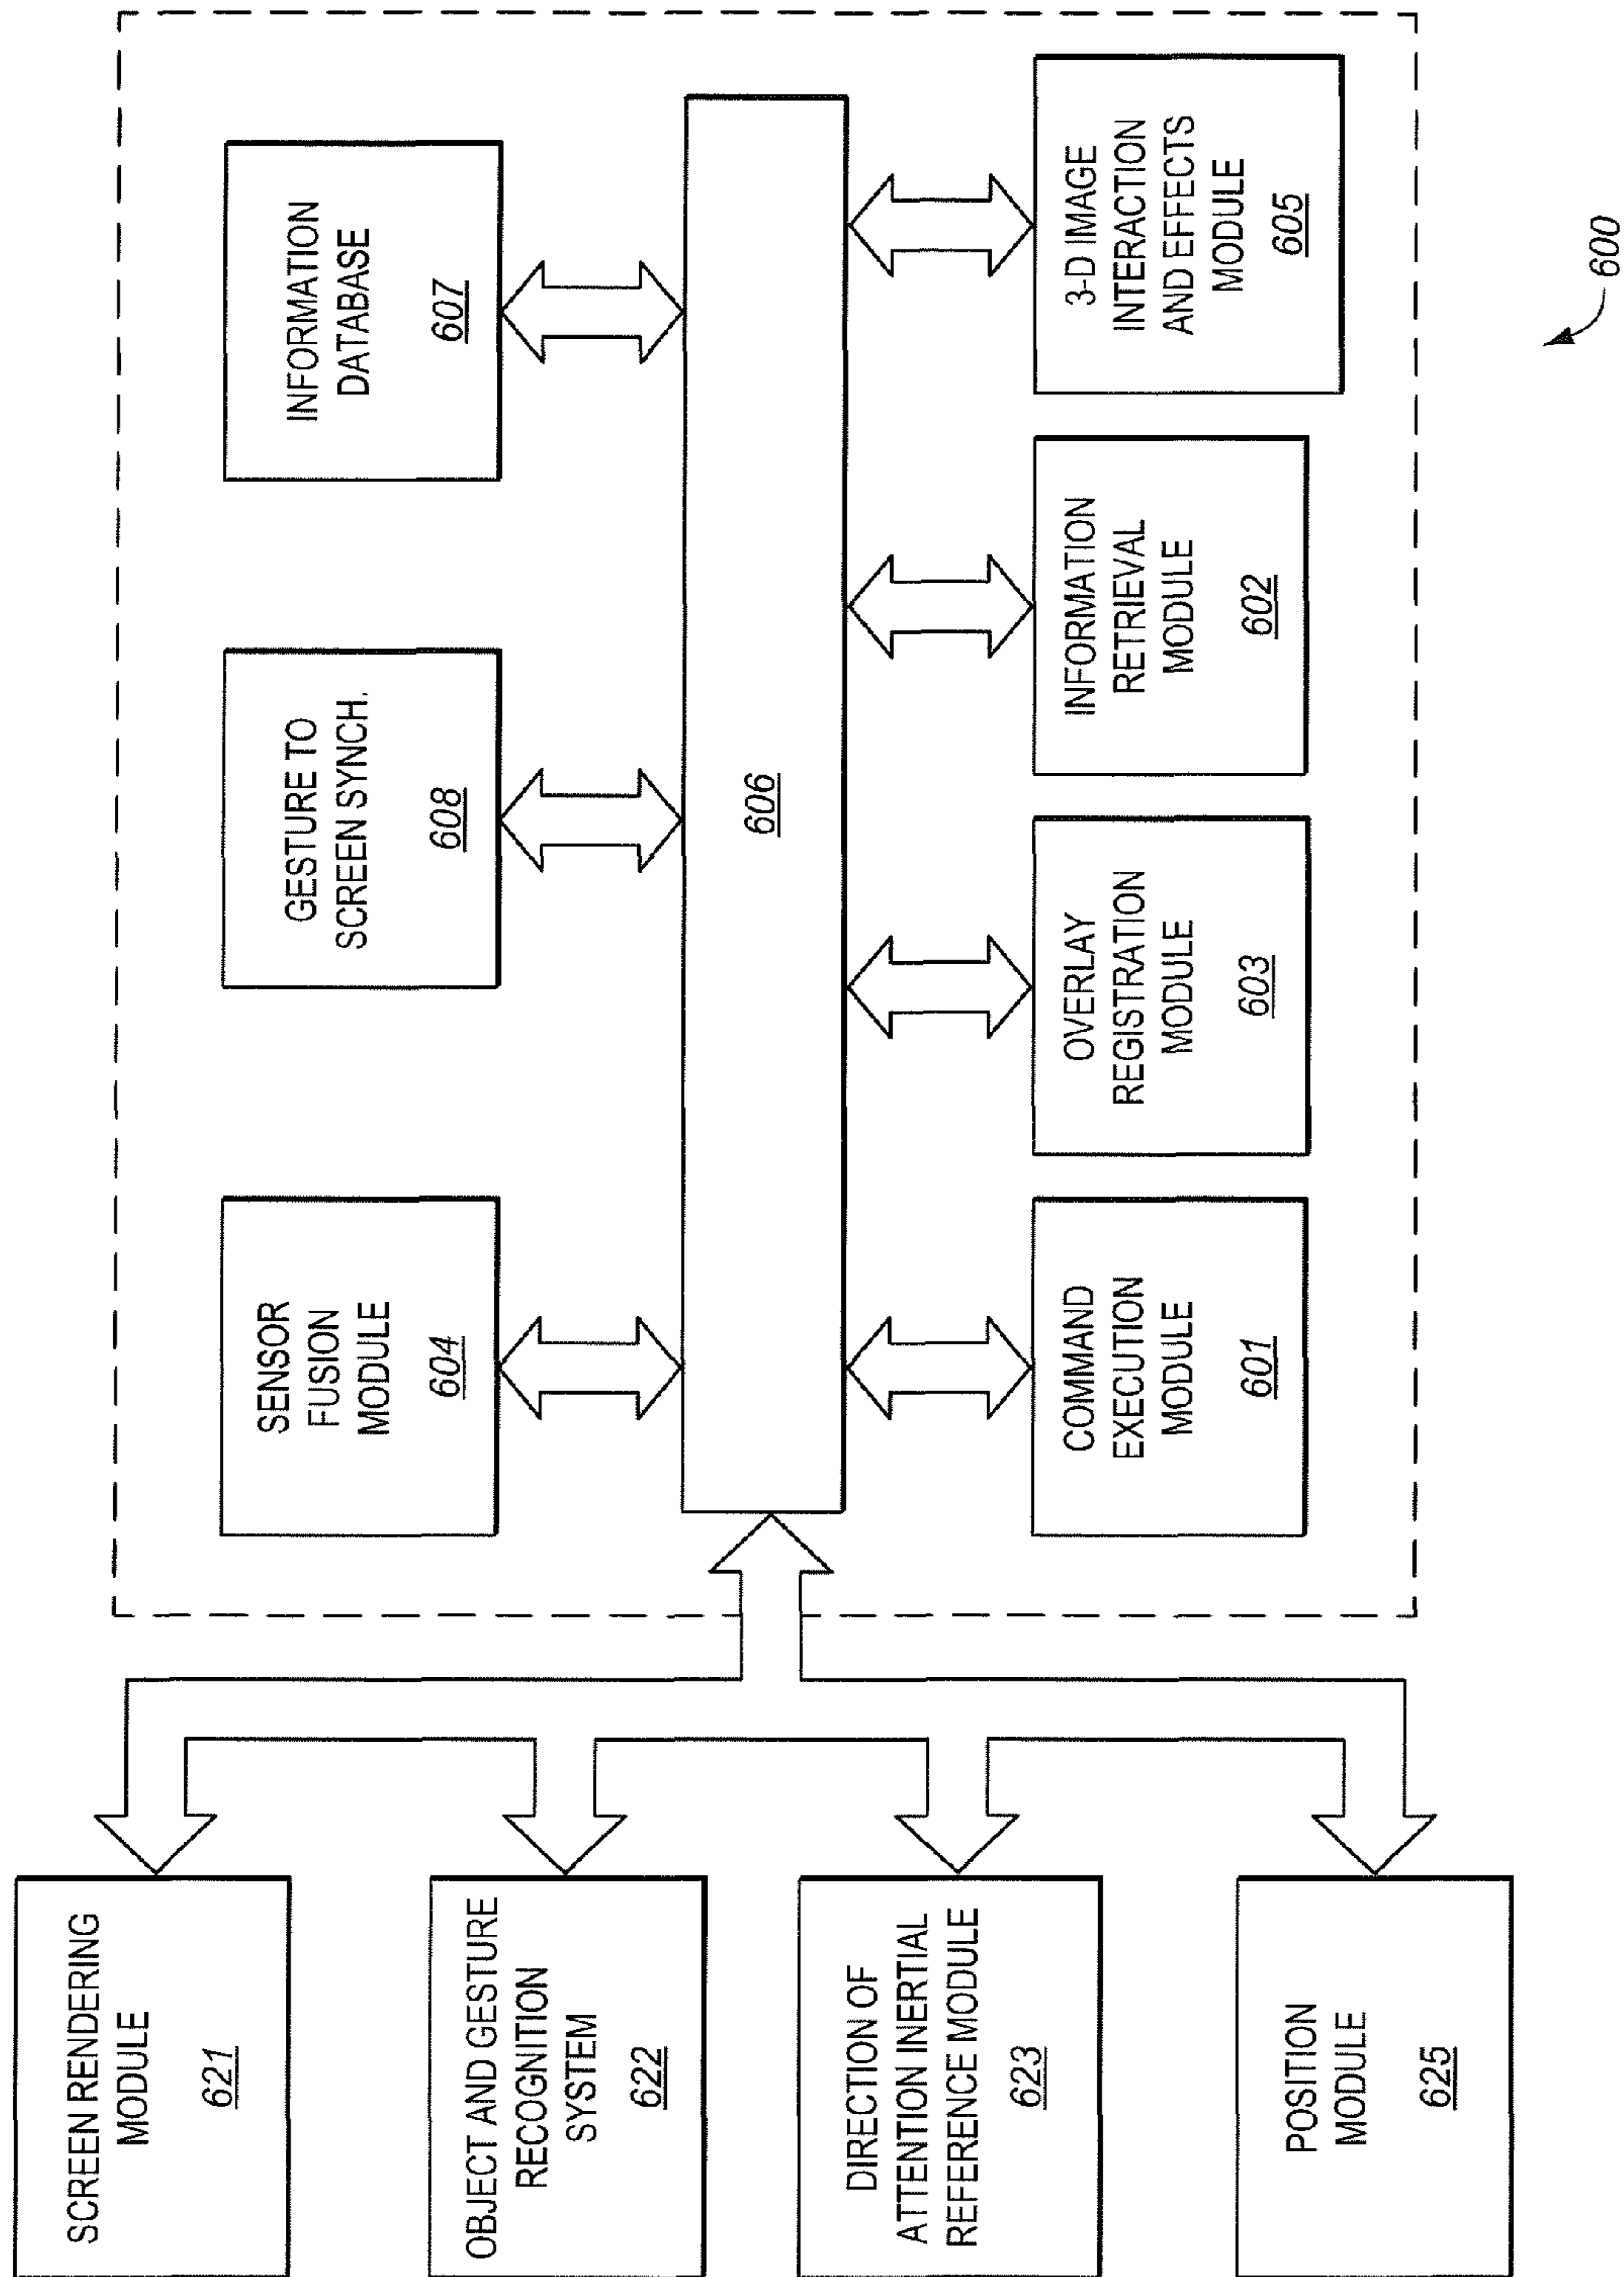 SCREEN RENDERING
MODULE
621
OBJECT AND GESTURE
RECOGNITION
SYSTEM
622
DIRECTION OF
ATTENTION INERTIAL
REFERENCE MODULE
623
POSITION
MODULE
625
SENSOR
FUSION
MODULE
604
GESTURE TO
SCREEN SYNCH.
608
INFORMATION
DATABASE
607
606
COMMAND
EXECUTION
MODULE
601
OVERLAY
REGISTRATION
MODULE
603
INFORMATION
RETRIEVAL
MODULE
602
3-D IMAGE
INTERACTION
AND EFFECTS
MODULE
605
600